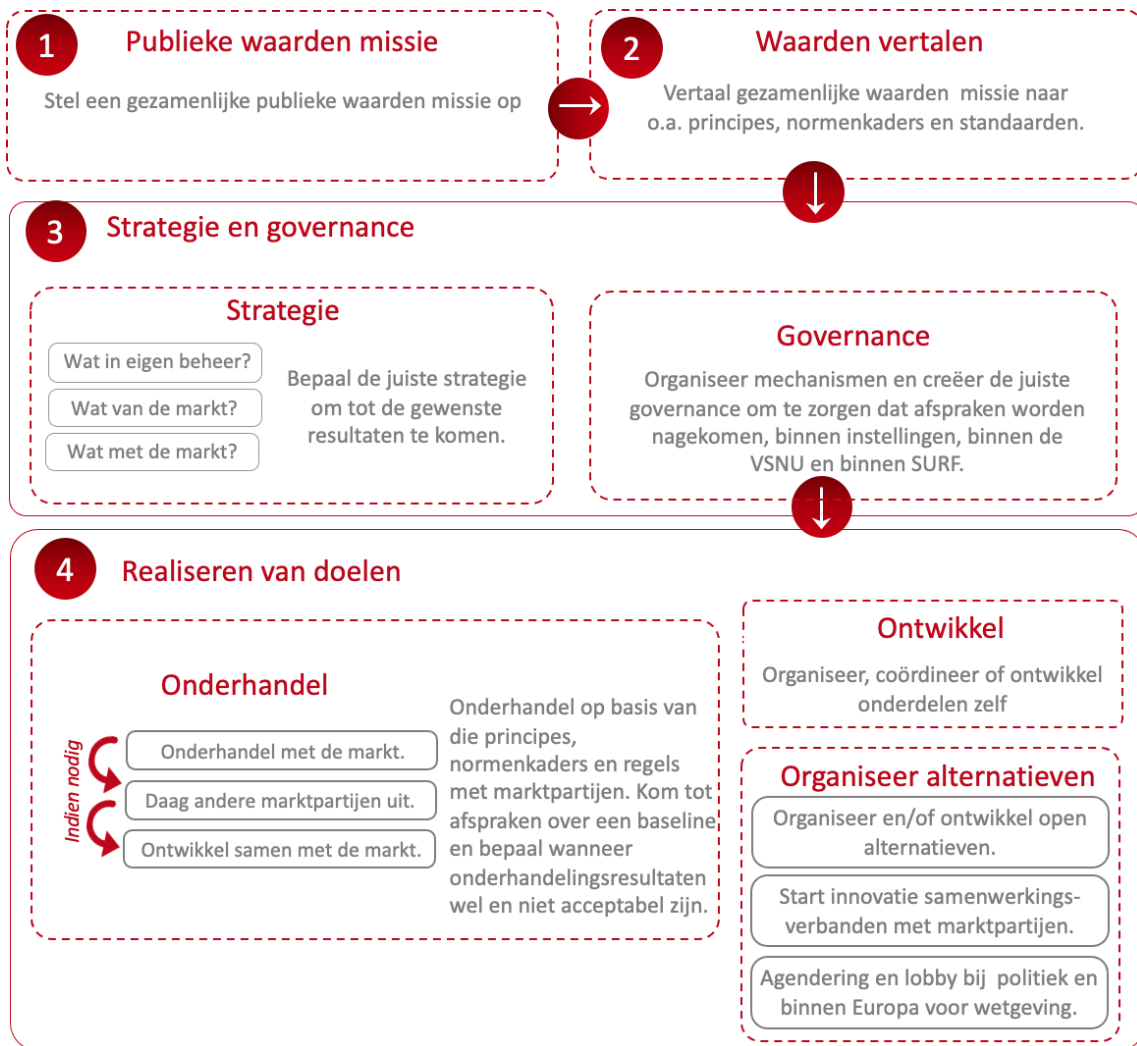 1
Publieke waarden missie
Stel een gezamenlijke publieke waarden missie op
2
Waarden vertalen
Vertaal gezamenlijke waarden  missie naar
o.a. principes, normenkaders en standaarden.
3
Strategie en governance
Strategie
Wat in eigen beheer?
Wat van de markt?
Wat met de markt?
Bepaal de juiste strategie
om tot de gewenste
resultaten te komen.
Governance
Organiseer mechanismen en creëer de juiste
governance om te zorgen dat afspraken worden
nagekomen, binnen instellingen, binnen de
VSNU en binnen SURF.
4
Realiseren van doelen
Onderhandel
Indien nodig
Onderhandel met de markt.
Daag andere marktpartijen uit.
Ontwikkel samen met de markt.
Onderhandel op basis van
die principes,
normenkaders en regels
met marktpartijen. Kom tot
afspraken over een baseline
en bepaal wanneer
onderhandelingsresultaten
wel en niet acceptabel zijn.
Ontwikkel
Organiseer, coördineer of ontwikkel
onderdelen zelf
Organiseer alternatieven
Organiseer en/of ontwikkel open
alternatieven.
Start innovatie samenwerkings-
verbanden met marktpartijen.
Agendering en lobby bij  politiek en
binnen Europa voor wetgeving.